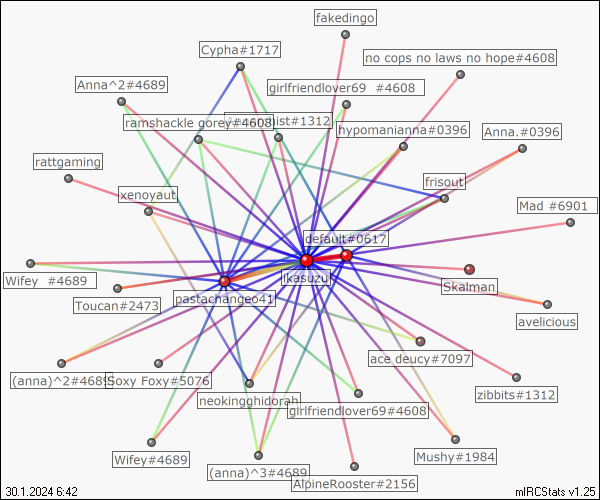 fakedingo
Cypha#1717
no cops no laws no hope#4608
Anna^2#4689
girlfriendlover69 #4608
ramshackle gorey#4608
#1312
hypomanianna#0396
Anna.#0396
rattgaming
frisout
xenoyaut
Mad #6901
default#0617
Wifey #4689
ikasuzu
Skalman
pastachangeo41
Toucan#2473
avelicious
ace deucy#7097
(anna)^2#4689
Soxy Foxy#5076
zibbits#1312
neokingghidorah
girlfriendlover69#4608
Wifey#4689
(anna)^3#4689
Mushy#1984
AlpineRooster#2156
30.1.2024 6:42
mIRCStats v1.25